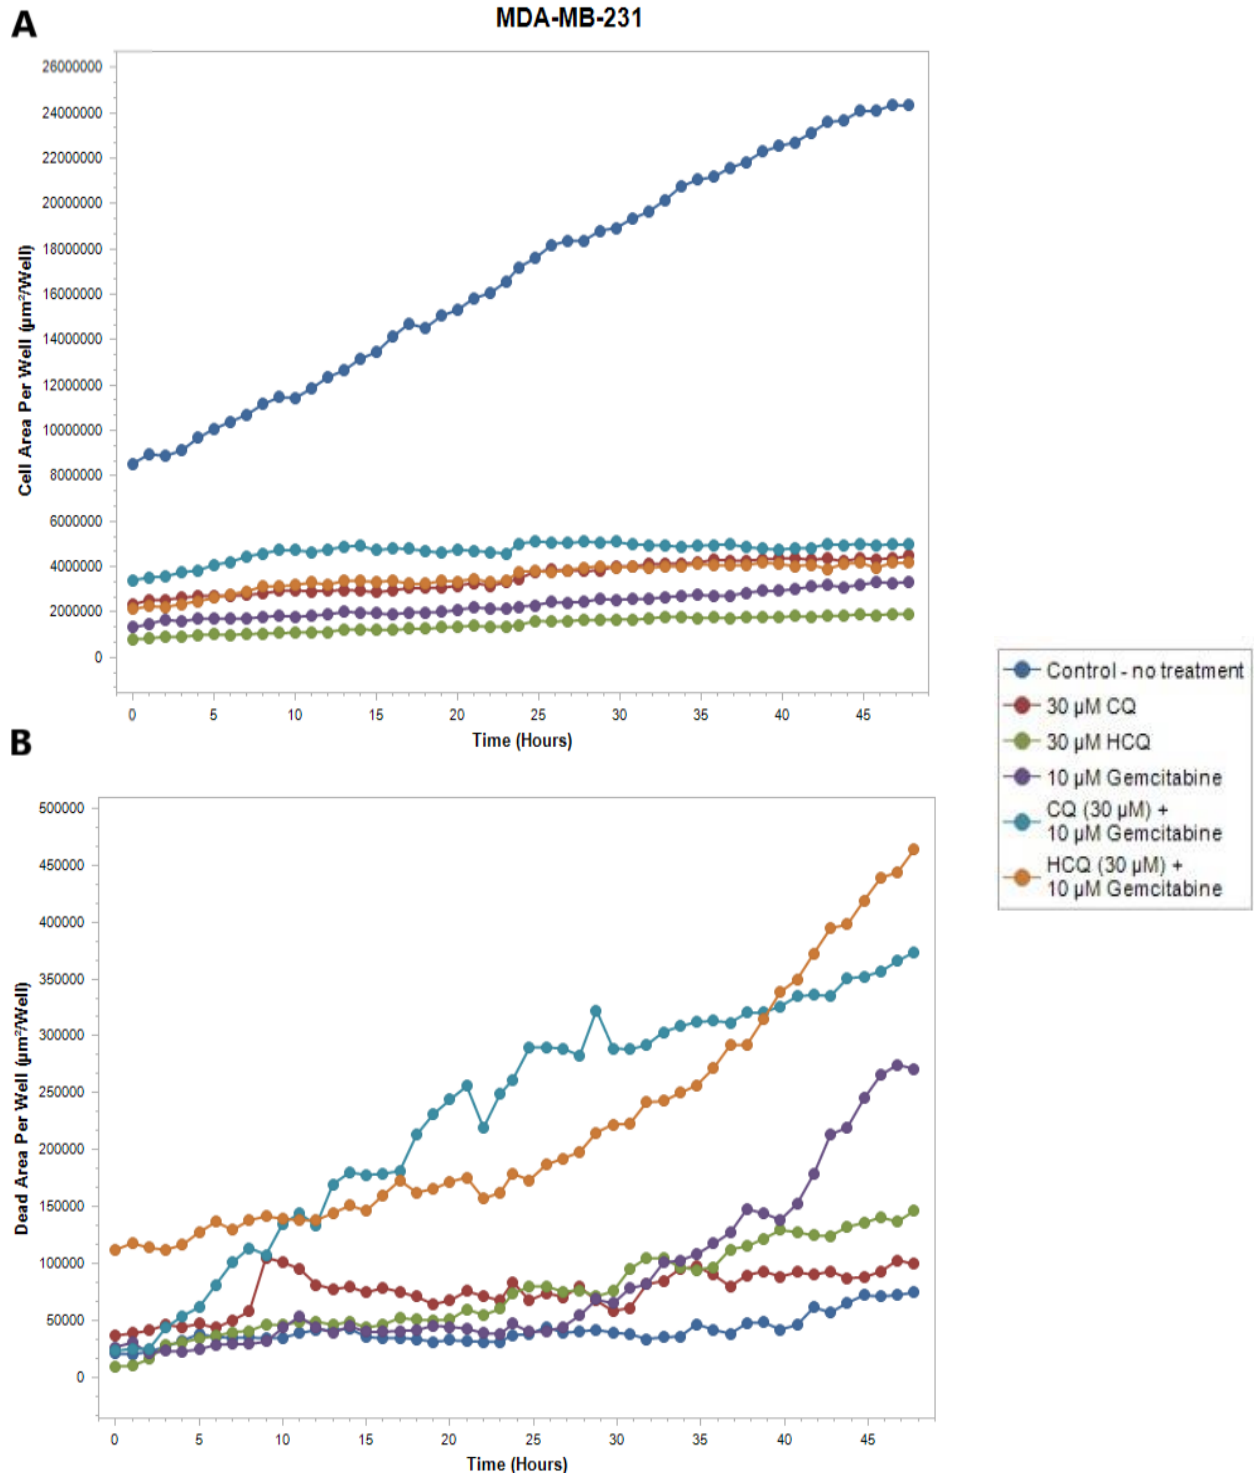 A
MDA-MB-231
26000000
24000000
22000000
20000000
18000000
16000000
14000000
12000000
10000000
8000000
6000000
4000000
2000000
0
Cell Area Per Well (µm²/Well)
0 5 10 15 20 25 30 35 40 45
Time (Hours)
Control - no treatment
30 µM CQ
30 µM HCQ
10 µM Gemcitabine
CQ (30 µM) +
10 µM Gemcitabine
HCQ (30 µM) +
10 µM Gemcitabine
B
500000
450000
400000
350000
300000
250000
200000
150000
100000
50000
0
Dead Area Per Well (µm²/Well)
0 5 10 15 20 25 30 35 40 45
Time (Hours)